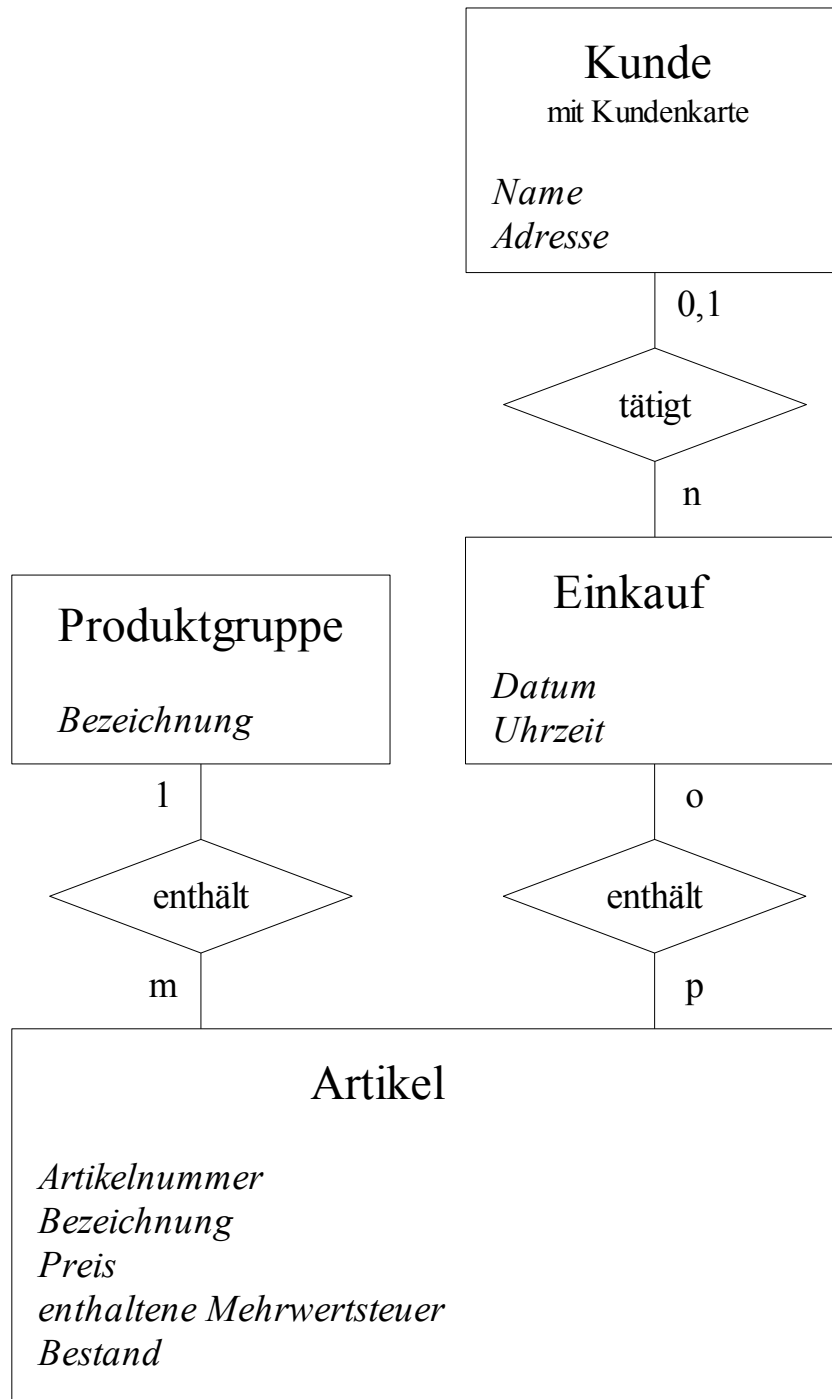 Kunde
mit Kundenkarte
Name
Adresse
0,1
tätigt
n
Einkauf
Datum
Uhrzeit
Produktgruppe
Bezeichnung
1
o
enthält
enthält
m
p
Artikel
Artikelnummer
Bezeichnung
Preis
enthaltene Mehrwertsteuer
Bestand